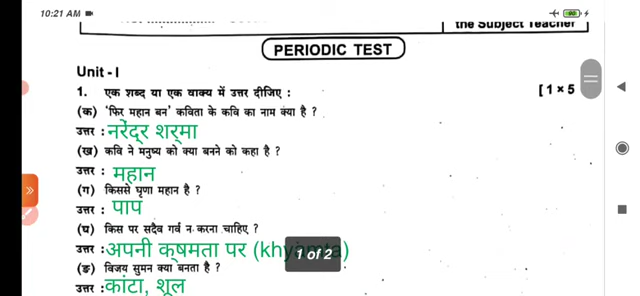 10:21 AM
the Subject Teacher
PERIODIC TEST
Unit - I
1. एक शब्द या एक वाक्य में उत्तर दीजिए : [1 × 5
(क) 'फिर महान बन' कविता के कवि का नाम क्या है ?
उत्तर : नरेंद्र शर्मा
(ख) कवि ने मनुष्य को क्या बनने को कहा है ?
उत्तर : महान
(ग) किससे घृणा महान है ?
उत्तर : पाप
(घ) किस पर सदैव गर्व न करना चाहिए ?
उत्तर : अपनी क्षमता पर (khyamta)
1 of 2
(ङ) विजय सुमन क्या बनता है ?
उत्तर : कांटा, शूल